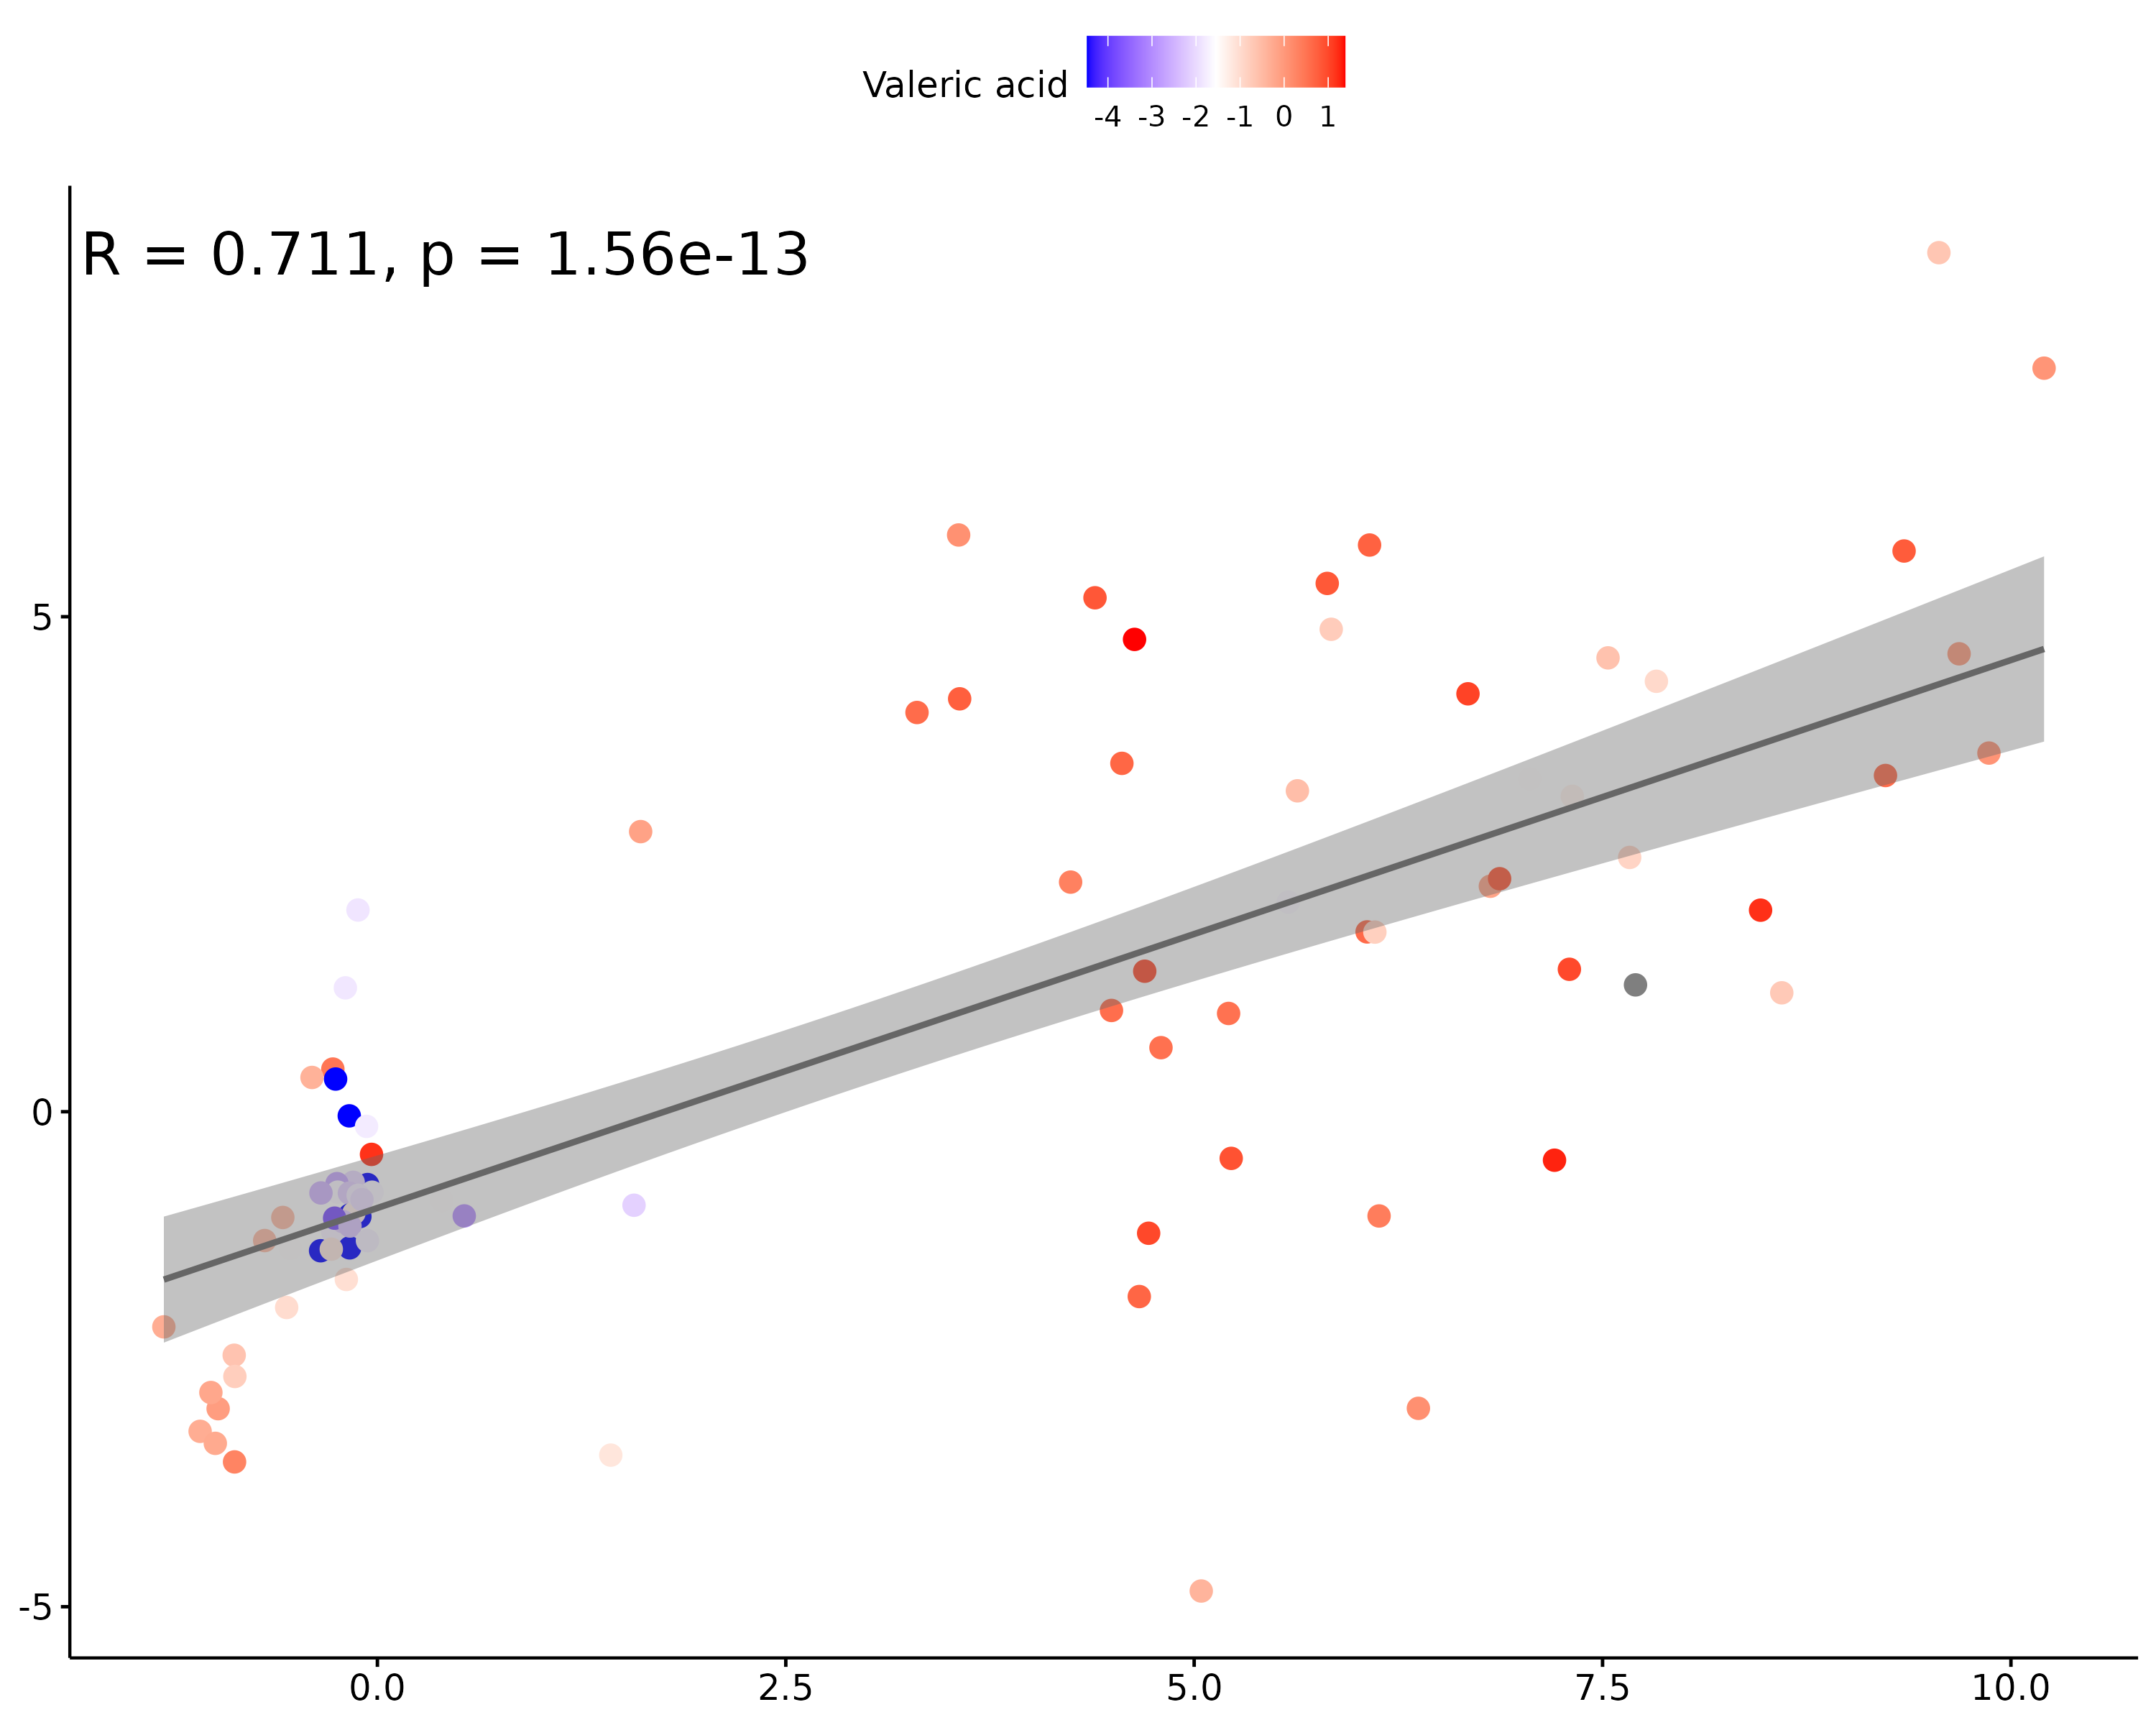 Valeric acid
-4 -3 -2 -1 0 1
R = 0.711, p = 1.56e-13
5
0
-5
0.0 2.5 5.0 7.5 10.0